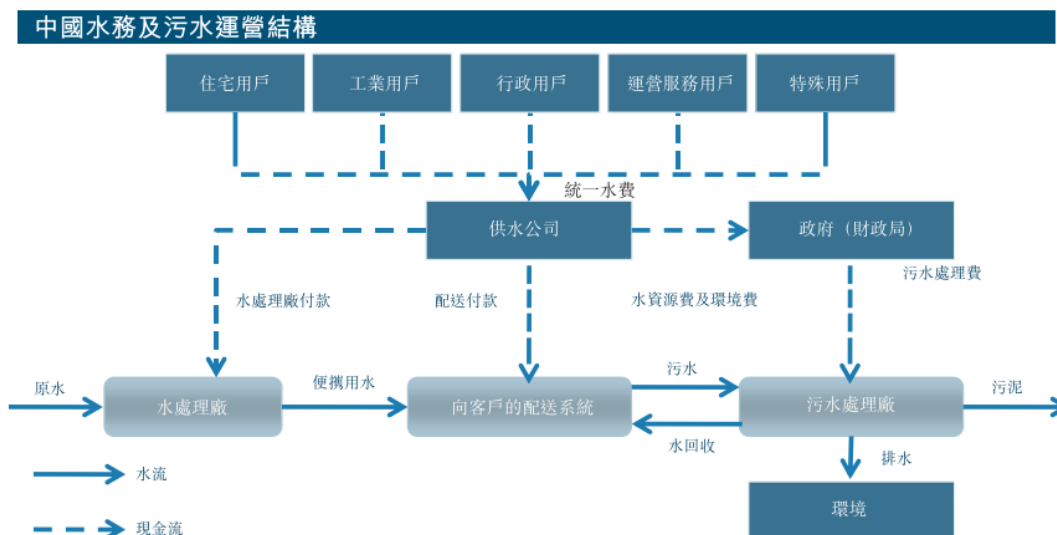 中國水務及污水運營結構
住宅用戶
工業用戶
行政用戶
運營服務用戶
特殊用戶
統一水費
供水公司
政府（財政局）
污水處理費
水處理廠付款
配送付款
水資源費及環境費
原水
水處理廠
便攜用水
向客戶的配送系統
污水
水回收
污水處理廠
污泥
排水
環境
水流
現金流